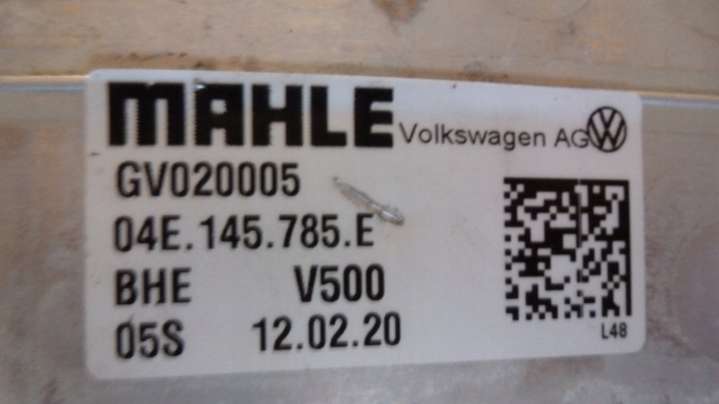 MAHLE Volkswagen AG
GV020005
04E.145.785.E
BHE V500
05S 12.02.20
L48